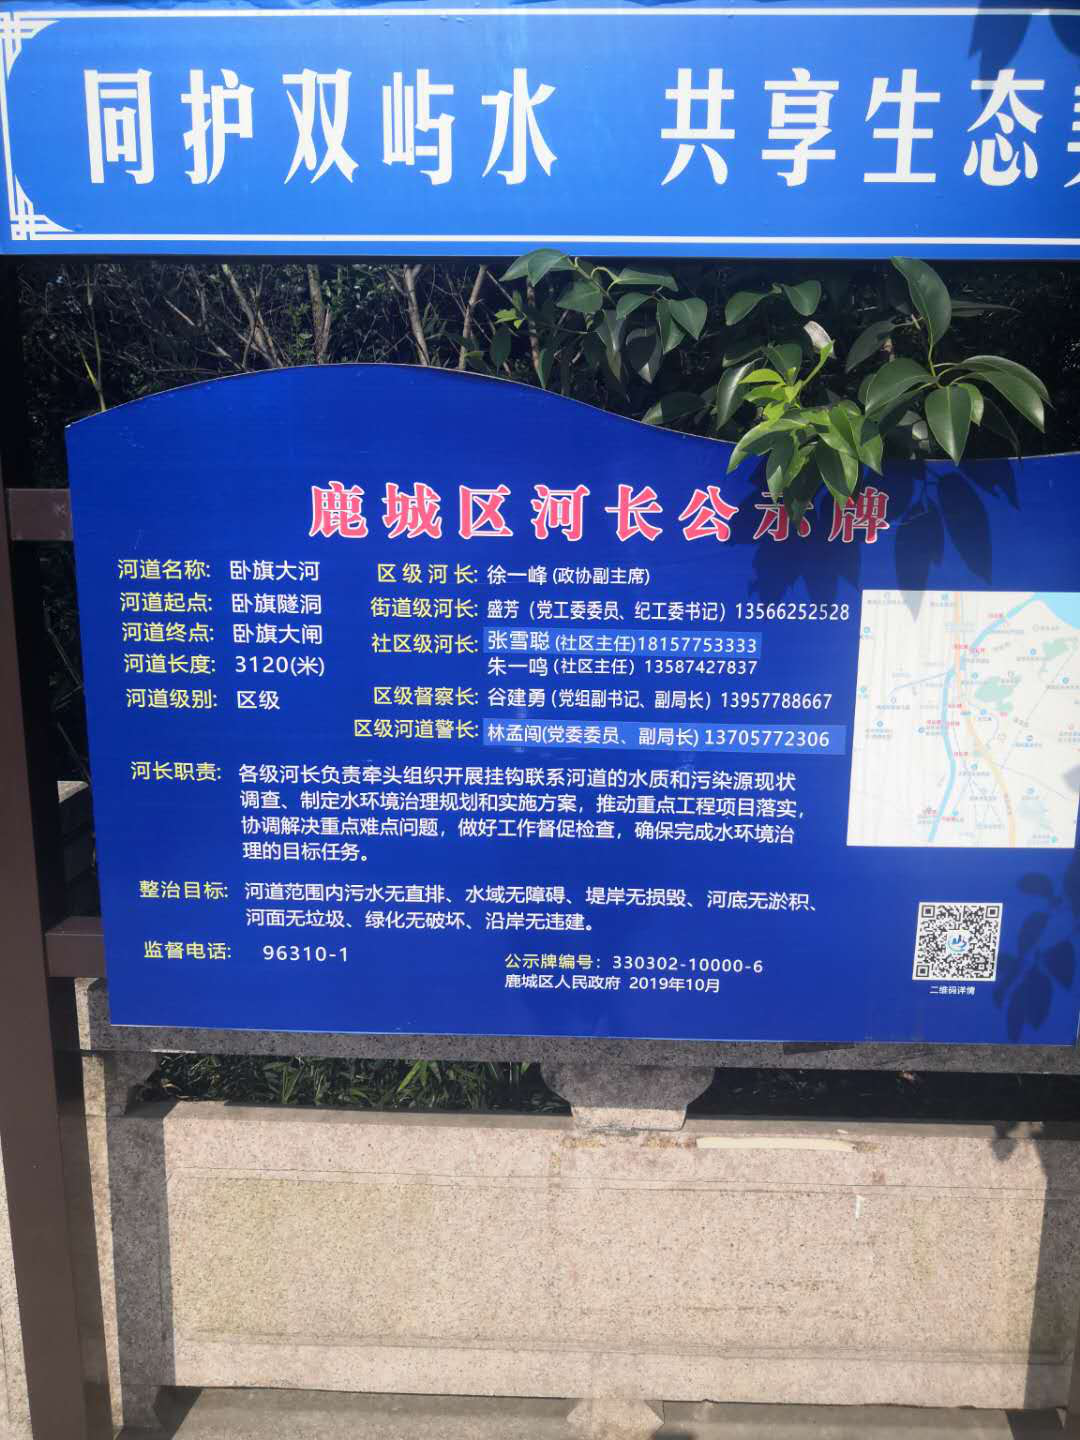 同护双屿水 共享生态
鹿城区河长公示牌
河道名称: 卧旗大河
河道起点: 卧旗隧洞
河道终点: 卧旗大闸
河道长度: 3120(米)
河道级别: 区级
区级河长: 徐一峰(政协副主席)
街道级河长: 盛芳（党工委委员、纪工委书记）13566252528
社区级河长: 张雪聪(社区主任)18157753333
朱一鸣(社区主任) 13587427837
区级督察长: 谷建勇(党组副书记、副局长) 13957788667
区级河道警长: 林孟闯(党委委员、副局长) 13705772306
河长职责: 各级河长负责牵头组织开展挂钩联系河道的水质和污染源现状
调查、制定水环境治理规划和实施方案，推动重点工程项目落实，
协调解决重点难点问题，做好工作督促检查，确保完成水环境治
理的目标任务。
整治目标: 河道范围内污水无直排、水域无障碍、堤岸无损毁、河底无淤积、
河面无垃圾、绿化无破坏、沿岸无违建。
监督电话: 96310-1
公示牌编号: 330302-10000-6
鹿城区人民政府 2019年10月
二维码详情